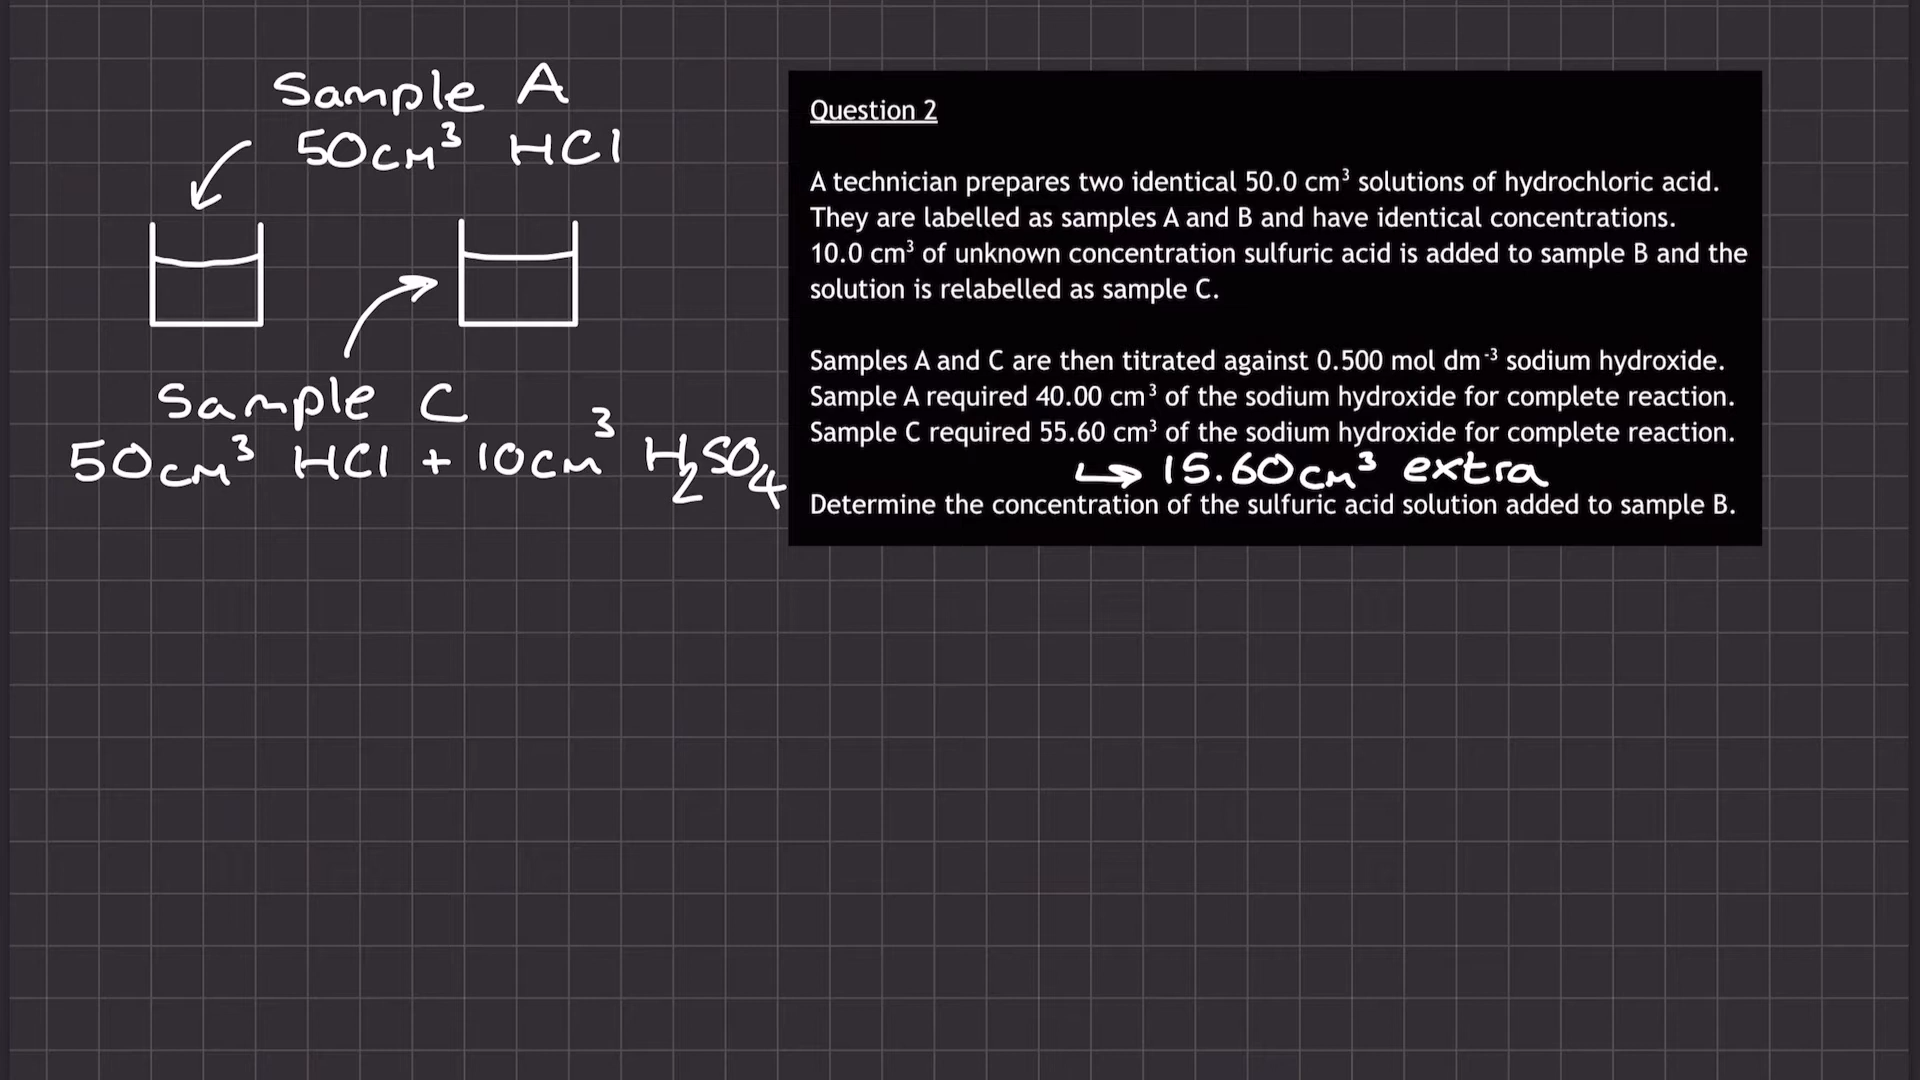 Sample A
50cm³ HCl
Sample C
50cm³ HCl + 10cm³ H₂SO₄
Question 2
A technician prepares two identical 50.0 cm³ solutions of hydrochloric acid.
They are labelled as samples A and B and have identical concentrations.
10.0 cm³ of unknown concentration sulfuric acid is added to sample B and the
solution is relabelled as sample C.
Samples A and C are then titrated against 0.500 mol dm⁻³ sodium hydroxide.
Sample A required 40.00 cm³ of the sodium hydroxide for complete reaction.
Sample C required 55.60 cm³ of the sodium hydroxide for complete reaction.
↳ 15.60cm³ extra
Determine the concentration of the sulfuric acid solution added to sample B.